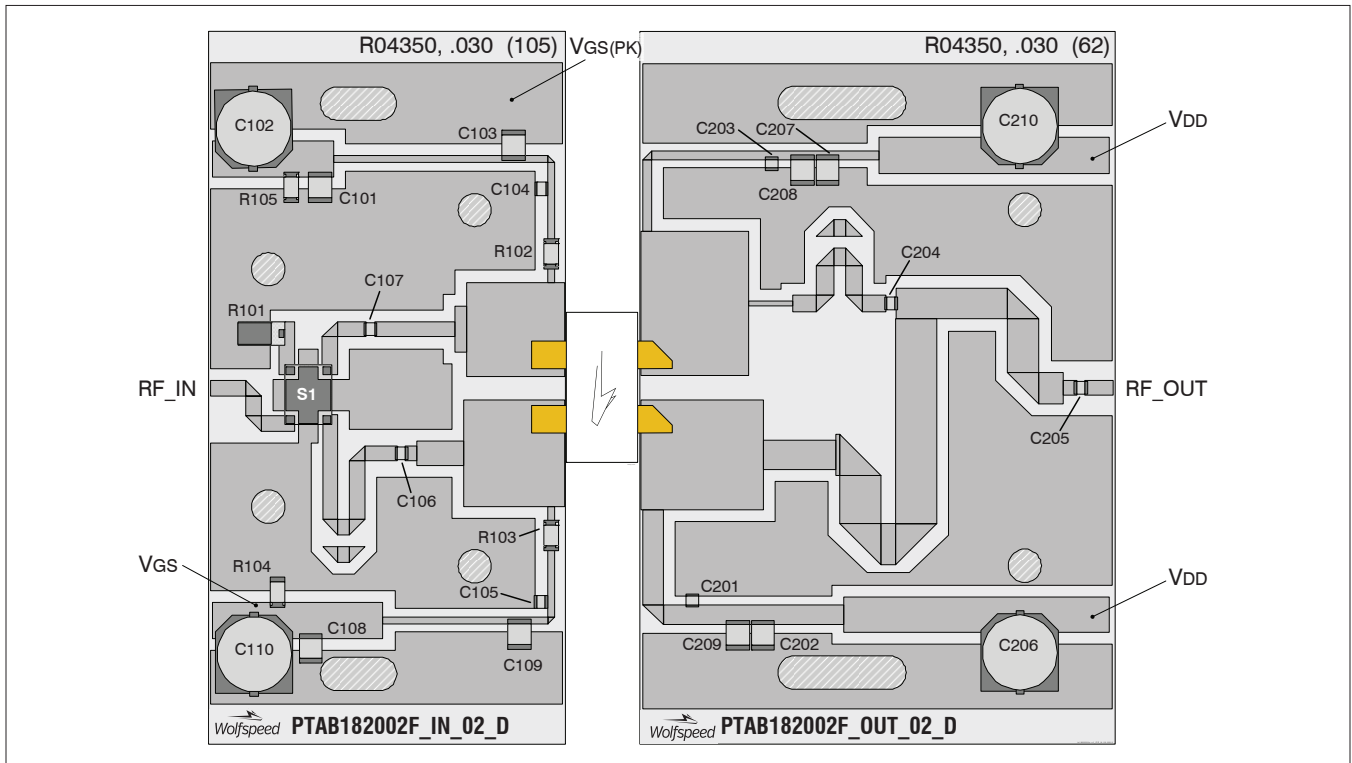 R04350, .030 (105)
VGS(PK)
R04350, .030 (62)
C102
C103
C203
C207
C210
VDD
R105
C101
C104
C208
R102
C204
C107
R101
RF_IN
S1
RF_OUT
C205
C106
R103
VGS
R104
C105
C201
VDD
C110
C108
C109
C209
C202
C206
Wolfspeed PTAB182002F_IN_02_D
Wolfspeed PTAB182002F_OUT_02_D